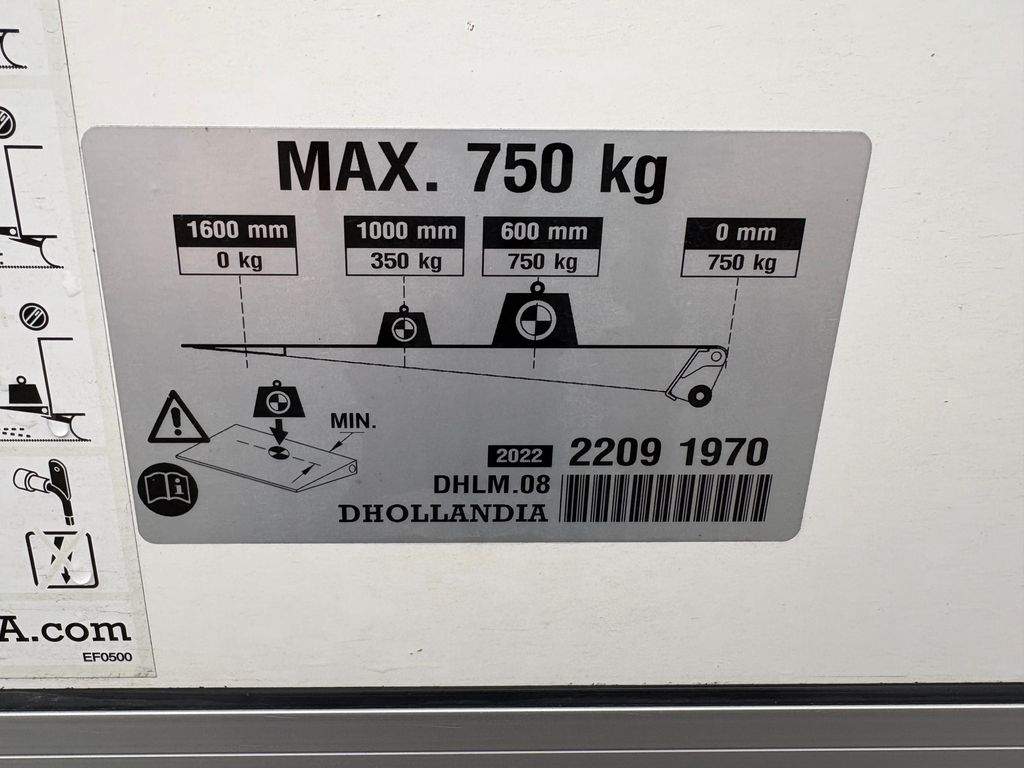 MAX. 750 kg
1600 mm
0 kg
1000 mm
350 kg
600 mm
750 kg
0 mm
750 kg
MIN.
2022 2209 1970
DHLM.08
DHOLLANDIA
A.com
EF0500